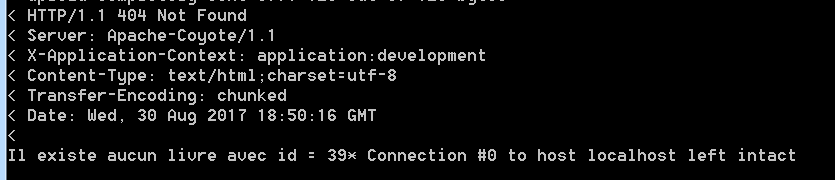 < HTTP/1.1 404 Not Found
< Server: Apache-Coyote/1.1
< X-Application-Context: application:development
< Content-Type: text/html;charset=utf-8
< Transfer-Encoding: chunked
< Date: Wed, 30 Aug 2017 18:50:16 GMT
<
Il existe aucun livre avec id = 39* Connection #0 to host localhost left intact